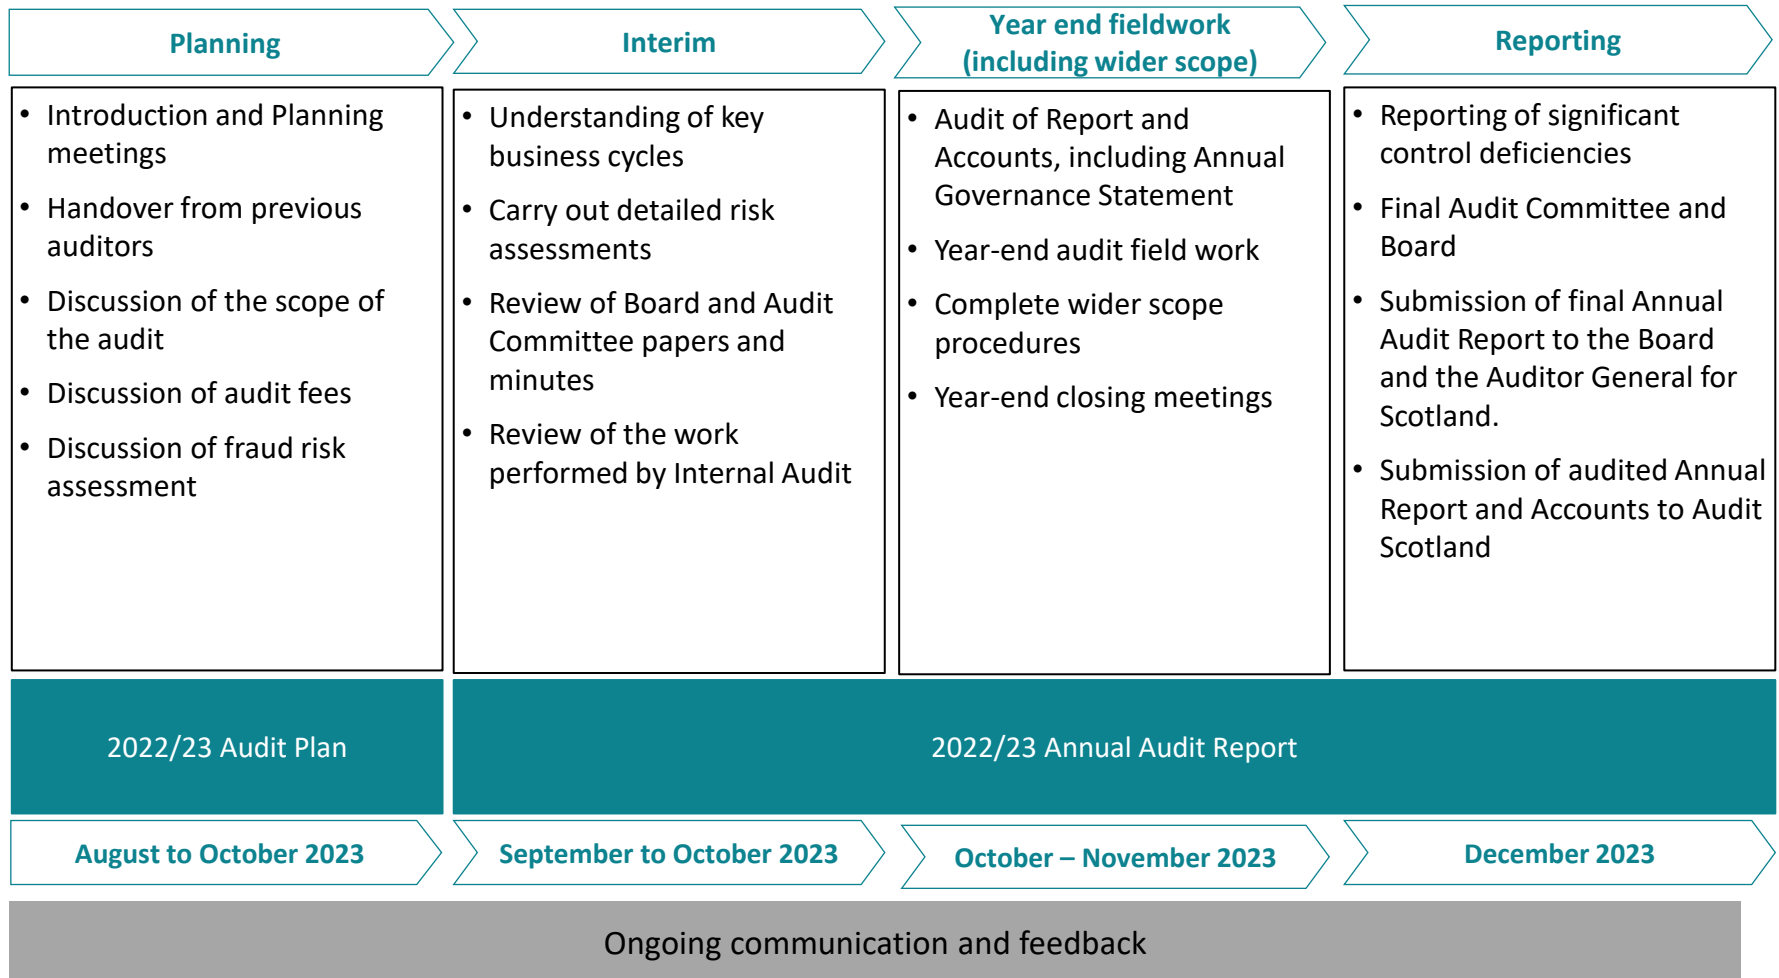 Planning
Interim
Year end fieldwork
(including wider scope)
Reporting
• Introduction and Planning
meetings
• Handover from previous
auditors
• Discussion of the scope of
the audit
• Discussion of audit fees
• Discussion of fraud risk
assessment
• Understanding of key
business cycles
• Carry out detailed risk
assessments
• Review of Board and Audit
Committee papers and
minutes
• Review of the work
performed by Internal Audit
• Audit of Report and
Accounts, including Annual
Governance Statement
• Year-end audit field work
• Complete wider scope
procedures
• Year-end closing meetings
• Reporting of significant
control deficiencies
• Final Audit Committee and
Board
• Submission of final Annual
Audit Report to the Board
and the Auditor General for
Scotland.
• Submission of audited Annual
Report and Accounts to Audit
Scotland
2022/23 Audit Plan
2022/23 Annual Audit Report
August to October 2023
September to October 2023
October – November 2023
December 2023
Ongoing communication and feedback